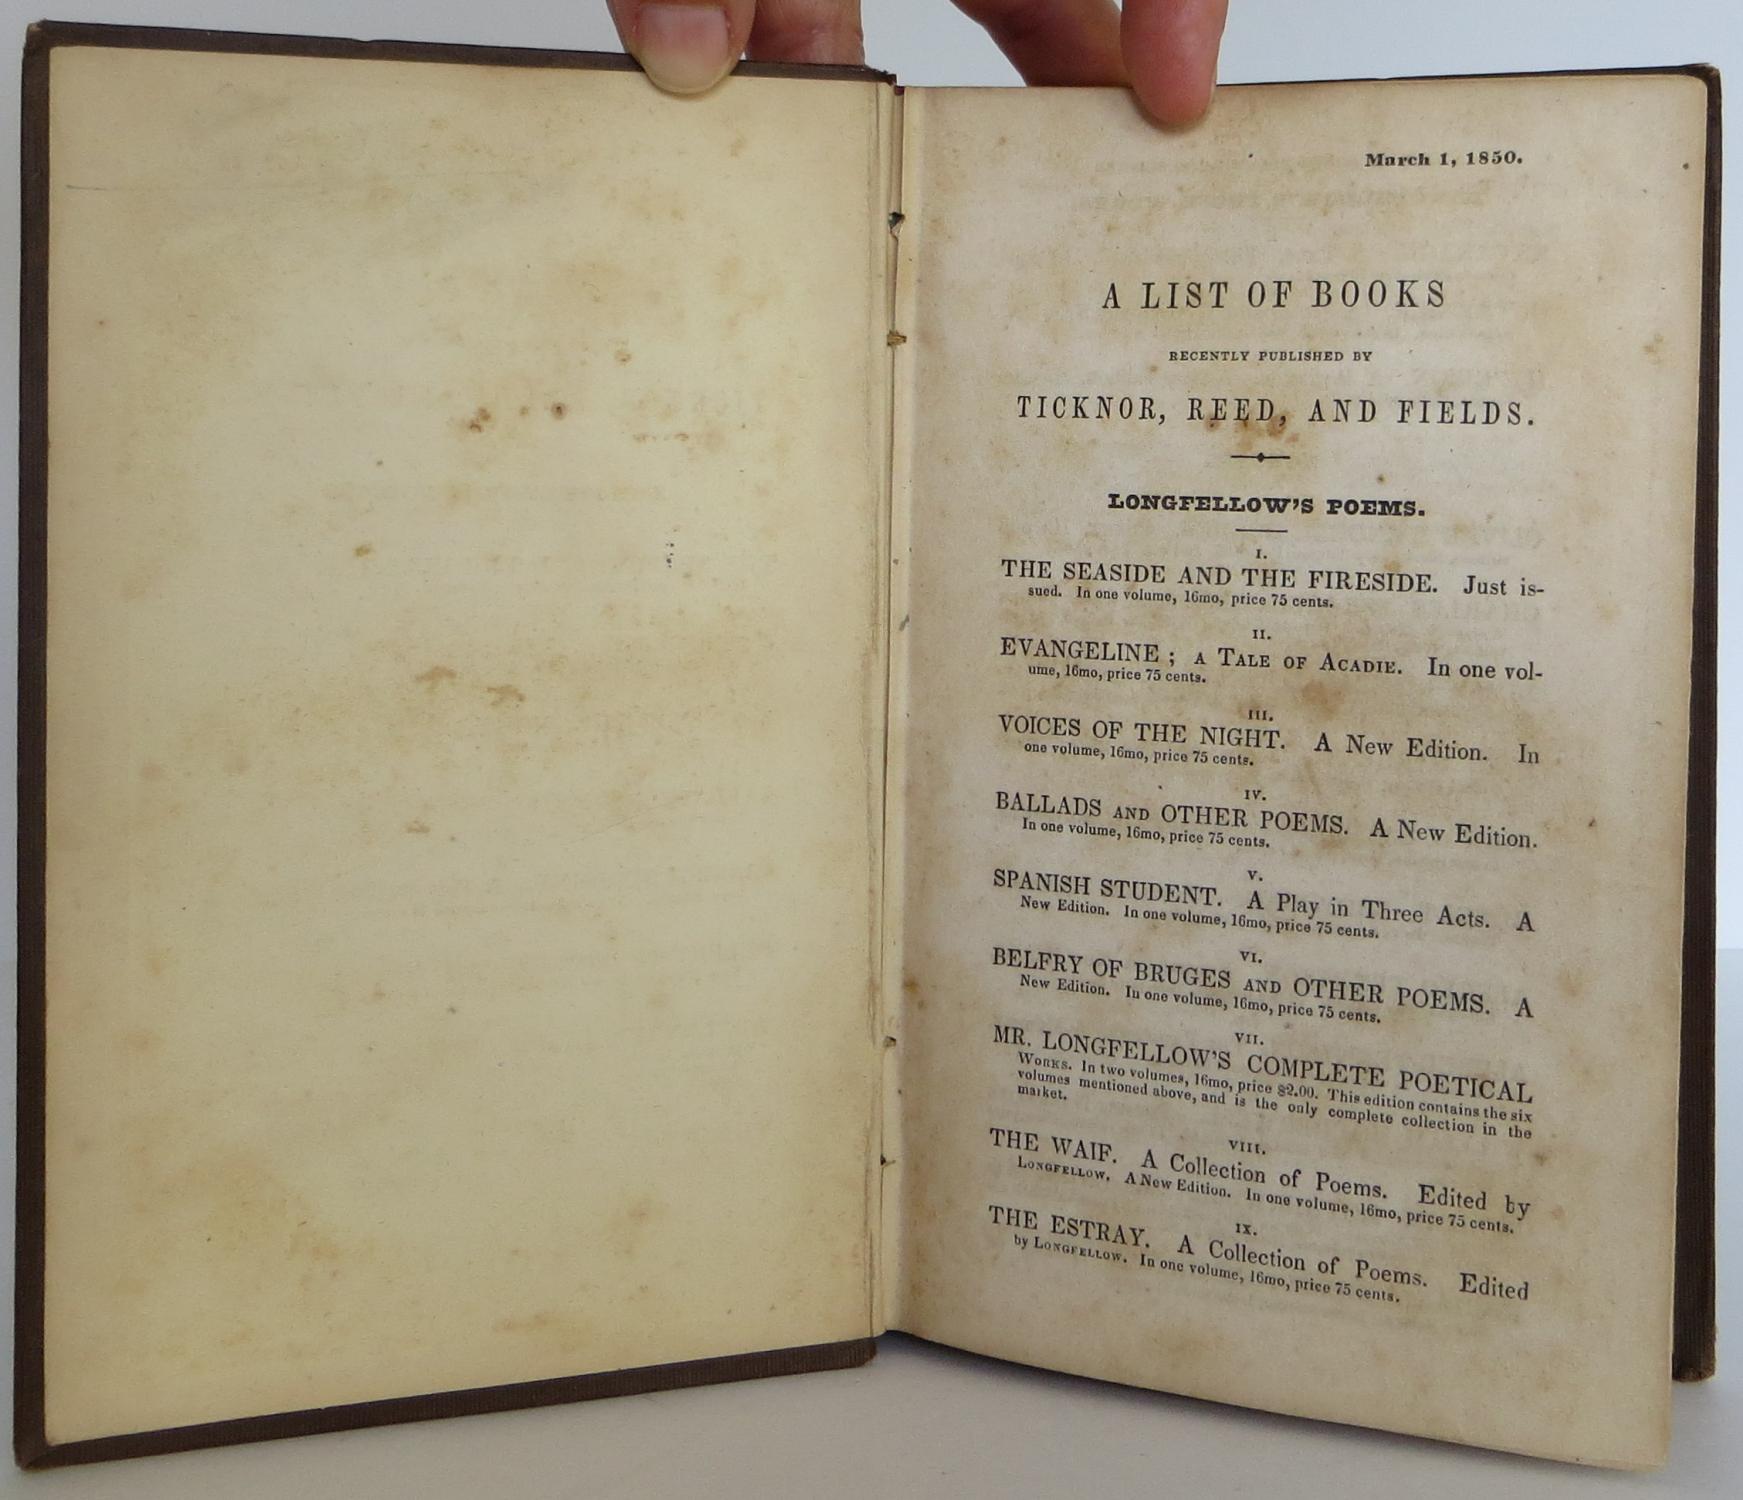 March 1, 1850.
A LIST OF BOOKS
RECENTLY PUBLISHED BY
TICKNOR, REED, AND FIELDS.
LONGFELLOW'S POEMS.
I.
THE SEASIDE AND THE FIRESIDE. Just is-
sued. In one volume, 16mo, price 75 cents.
II.
EVANGELINE; A TALE OF ACADIE. In one vol-
ume, 16mo, price 75 cents.
III.
VOICES OF THE NIGHT. A New Edition. In
one volume, 16mo, price 75 cents.
IV.
BALLADS AND OTHER POEMS. A New Edition.
In one volume, 16mo, price 75 cents.
V.
SPANISH STUDENT. A Play in Three Acts. A
New Edition. In one volume, 16mo, price 75 cents.
VI.
BELFRY OF BRUGES AND OTHER POEMS. A
New Edition. In one volume, 16mo, price 75 cents.
VII.
MR. LONGFELLOW'S COMPLETE POETICAL
WORKS. In two volumes, 16mo, price $2.00. This edition contains the six
volumes mentioned above, and is the only complete collection in the
market.
VIII.
THE WAIF. A Collection of Poems. Edited by
LONGFELLOW. A New Edition. In one volume, 16mo, price 75 cents.
IX.
THE ESTRAY. A Collection of Poems. Edited
by LONGFELLOW. In one volume, 16mo, price 75 cents.